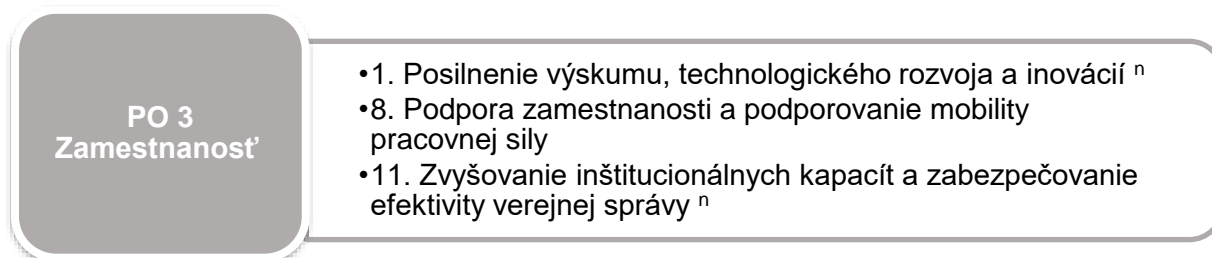 PO 3
Zamestnanosť
•1. Posilnenie výskumu, technologického rozvoja a inovácií ⁿ
•8. Podpora zamestnanosti a podporovanie mobility
pracovnej sily
•11. Zvyšovanie inštitucionálnych kapacít a zabezpečovanie
efektivity verejnej správy ⁿ